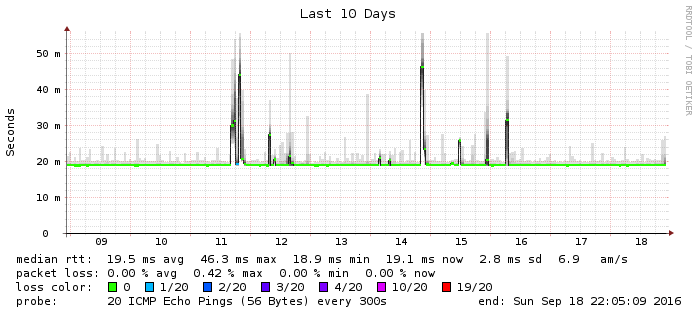 Last 10 Days
RRDTOOL / TOBI OETIKER
Seconds
50 m
40 m
30 m
20 m
10 m
0
09 10 11 12 13 14 15 16 17 18
median rtt: 19.5 ms avg 46.3 ms max 18.9 ms min 19.1 ms now 2.8 ms sd 6.9 am/s
packet loss: 0.00 % avg 0.42 % max 0.00 % min 0.00 % now
loss color: 0 1/20 2/20 3/20 4/20 10/20 19/20
probe: 20 ICMP Echo Pings (56 Bytes) every 300s end: Sun Sep 18 22:05:09 2016